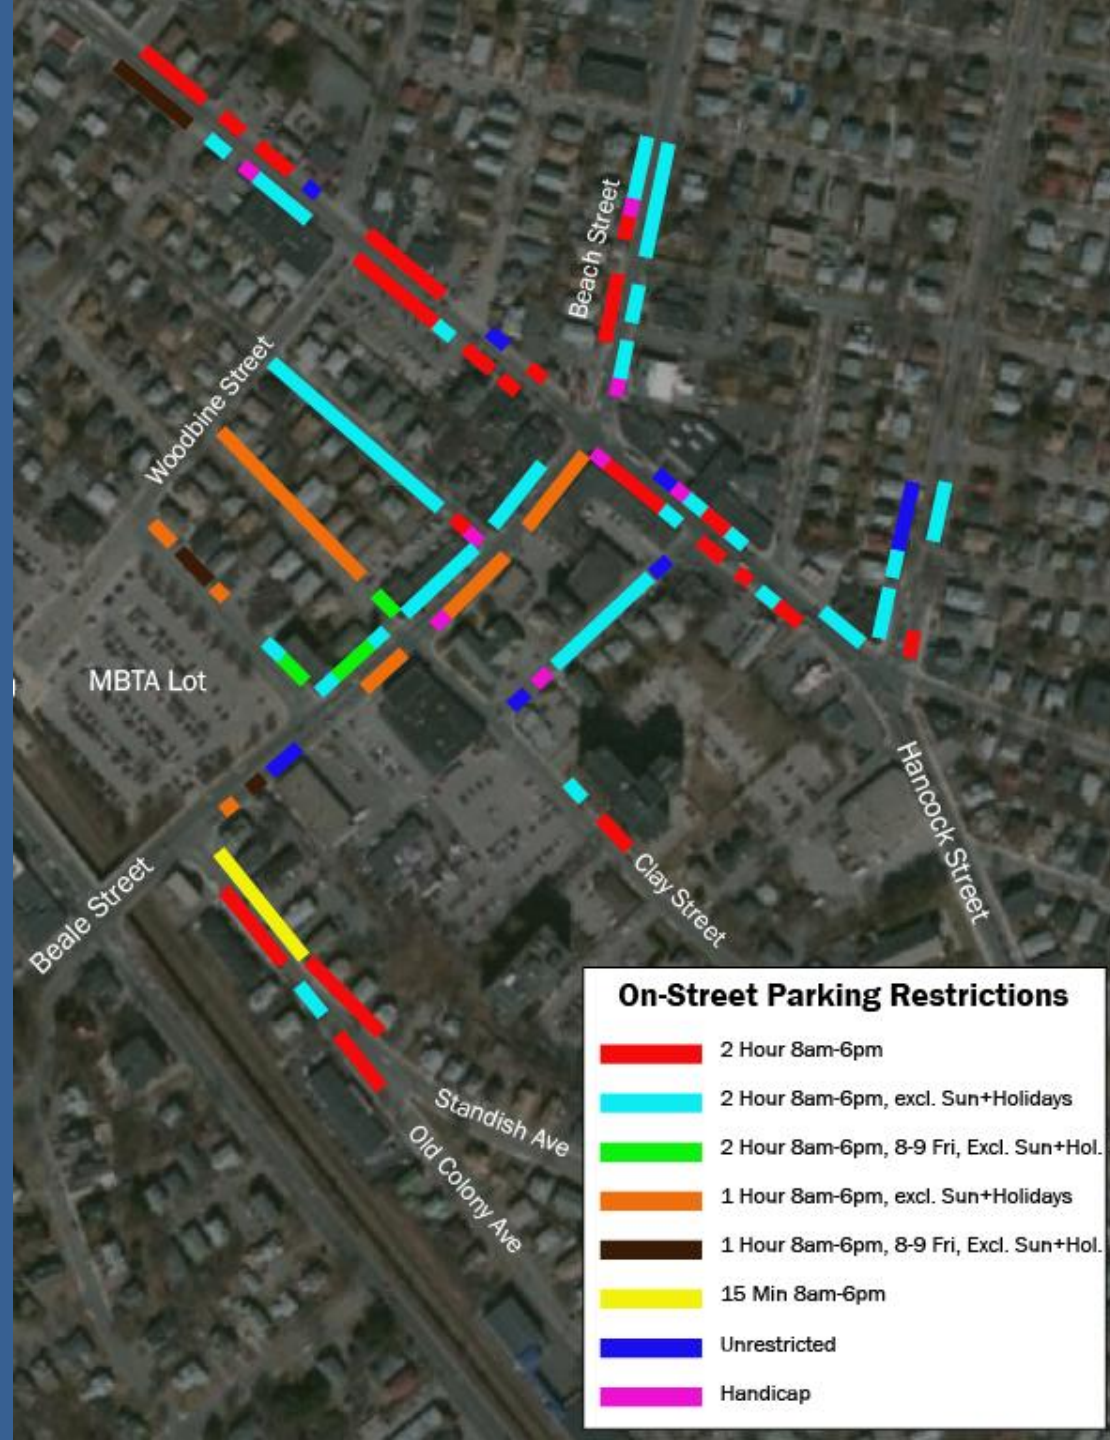 Beach Street
Woodbine Street
MBTA Lot
Hancock Street
Clay Street
Beale Street
Standish Ave
Old Colony Ave
On-Street Parking Restrictions
2 Hour 8am-6pm
2 Hour 8am-6pm, excl. Sun+Holidays
2 Hour 8am-6pm, 8-9 Fri, Excl. Sun+Hol.
1 Hour 8am-6pm, excl. Sun+Holidays
1 Hour 8am-6pm, 8-9 Fri, Excl. Sun+Hol.
15 Min 8am-6pm
Unrestricted
Handicap